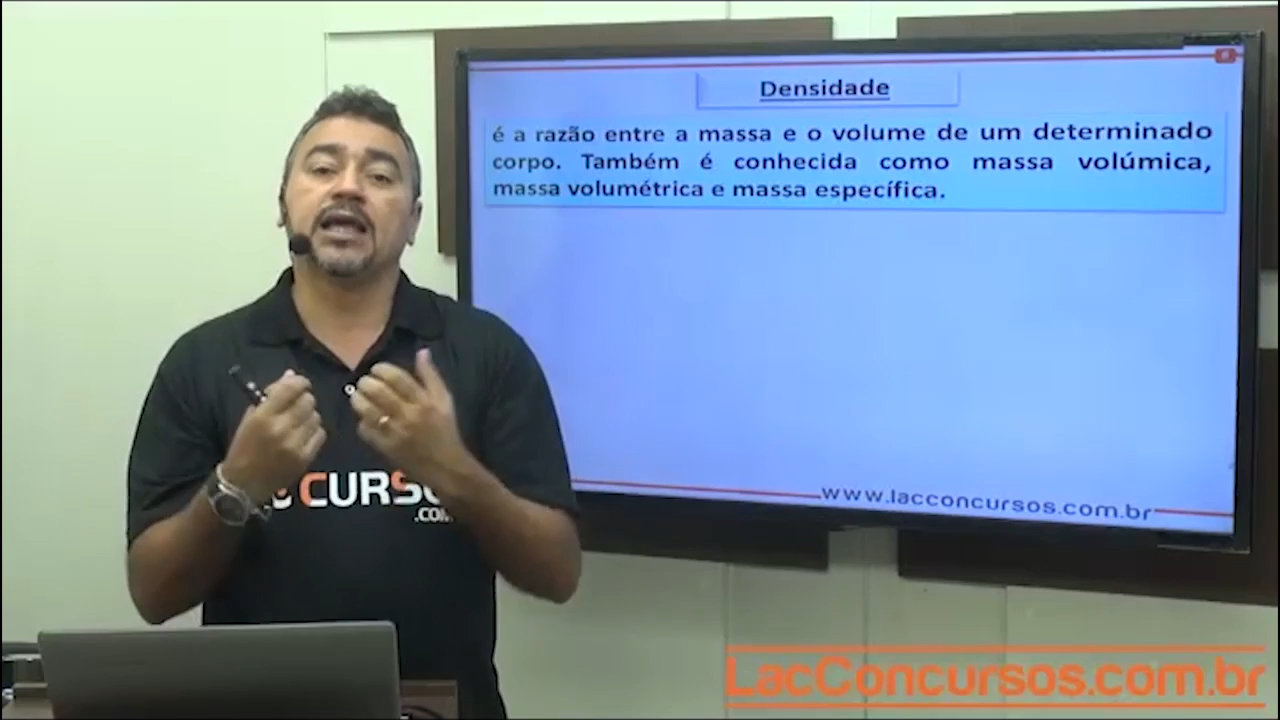 Densidade
é a razão entre a massa e o volume de um determinado
corpo. Também é conhecida como massa volúmica,
massa volumétrica e massa específica.
www.lacconcursos.com.br
CURS
.COM
LacConcursos.com.br